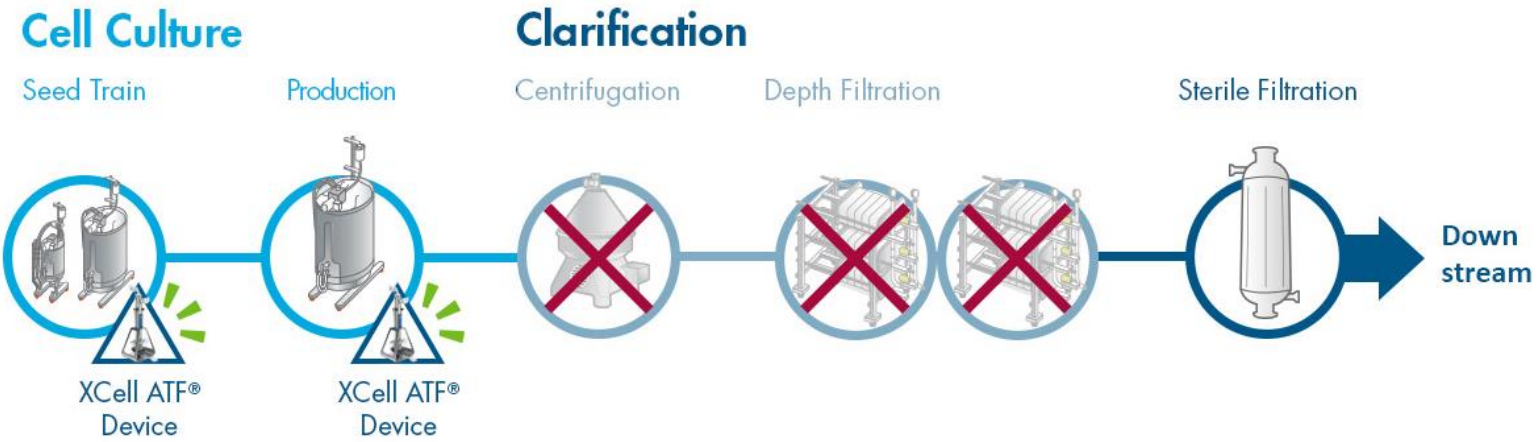 Cell Culture
Clarification
Seed Train
Production
Centrifugation
Depth Filtration
Sterile Filtration
Down
stream
XCell ATF®
Device
XCell ATF®
Device